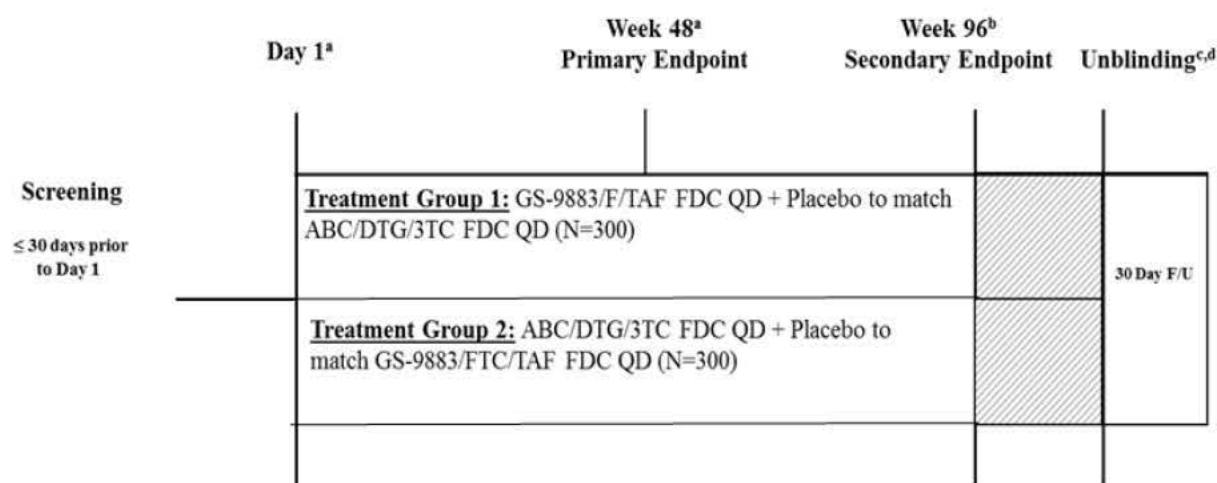 Day 1ᵃ
Week 48ᵃ
Primary Endpoint
Week 96ᵇ
Secondary Endpoint
Unblindingᶜ,ᵈ
Screening
≤ 30 days prior
to Day 1
Treatment Group 1: GS-9883/F/TAF FDC QD + Placebo to match
ABC/DTG/3TC FDC QD (N=300)
30 Day F/U
Treatment Group 2: ABC/DTG/3TC FDC QD + Placebo to
match GS-9883/FTC/TAF FDC QD (N=300)